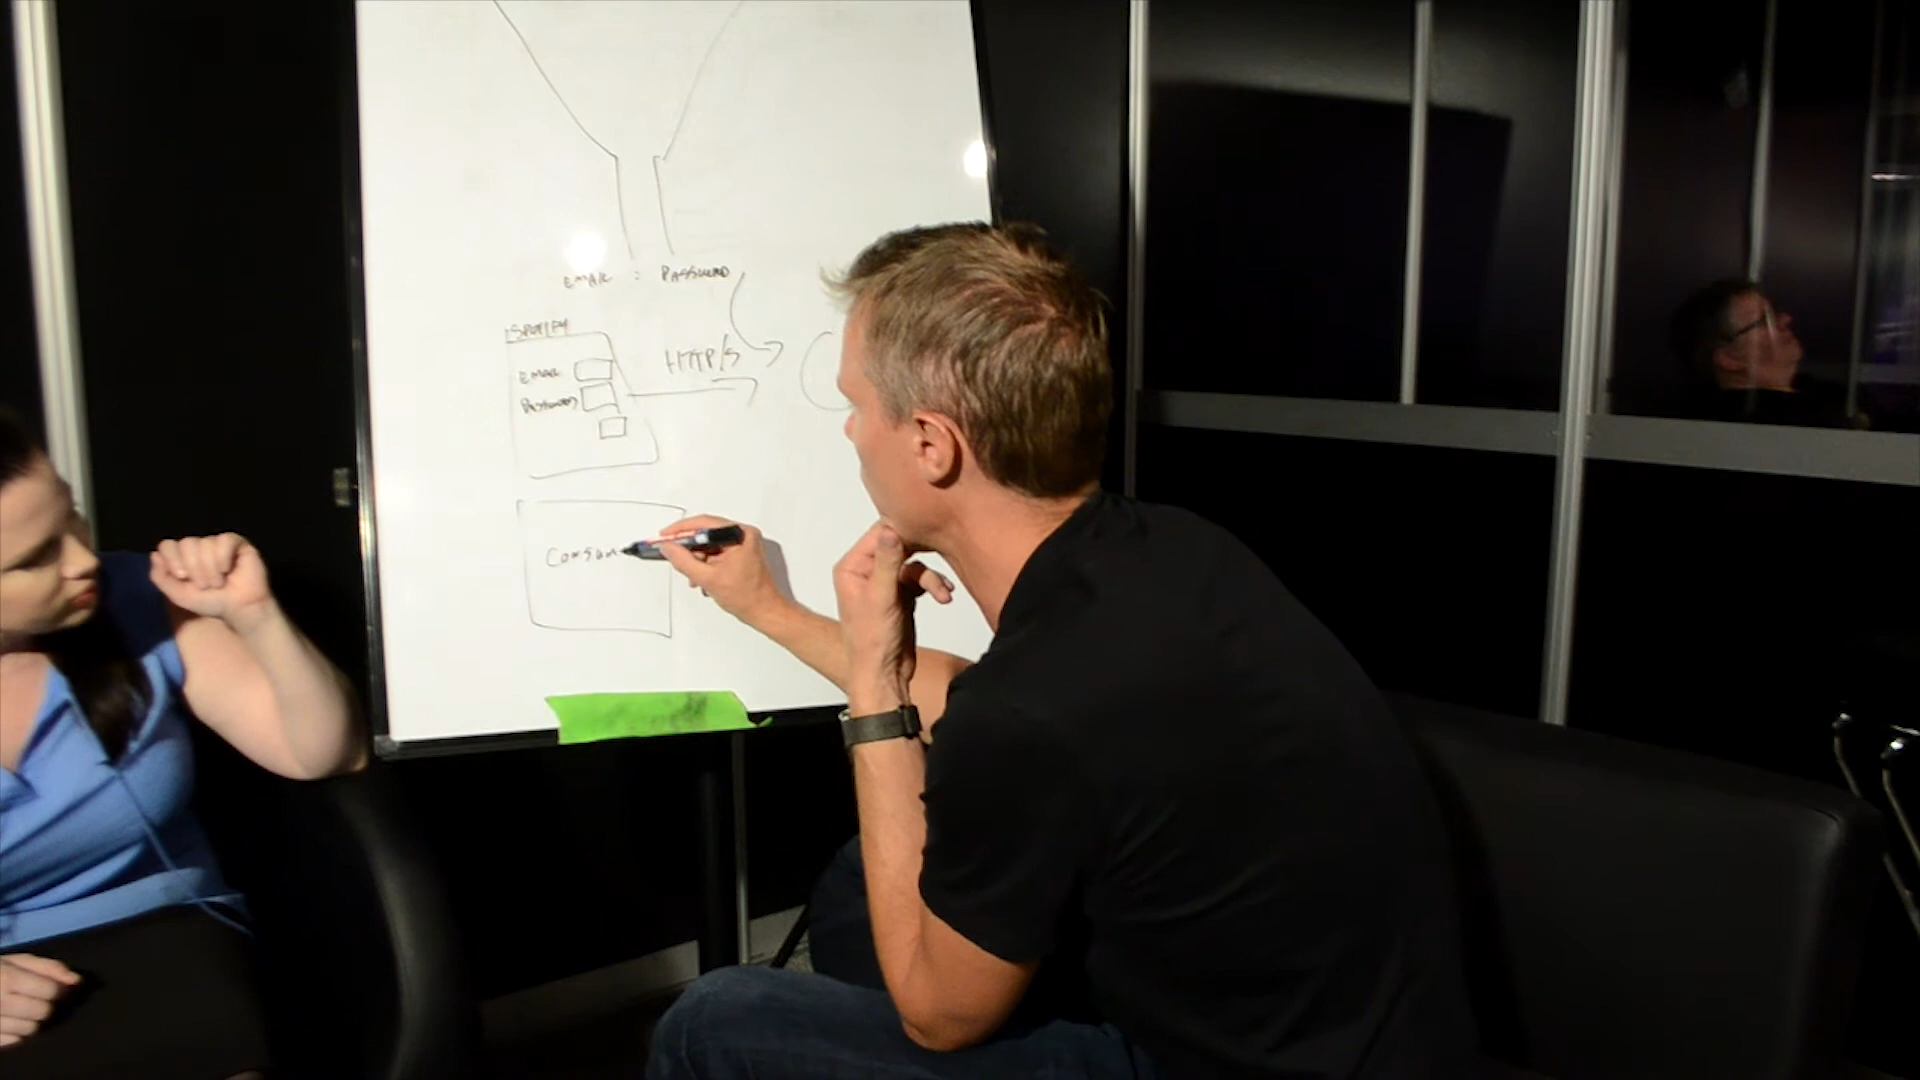 EMAIL : PASSWORD
SPOTIFY
HTTP/S
EMAIL
PASSWORD
Consum